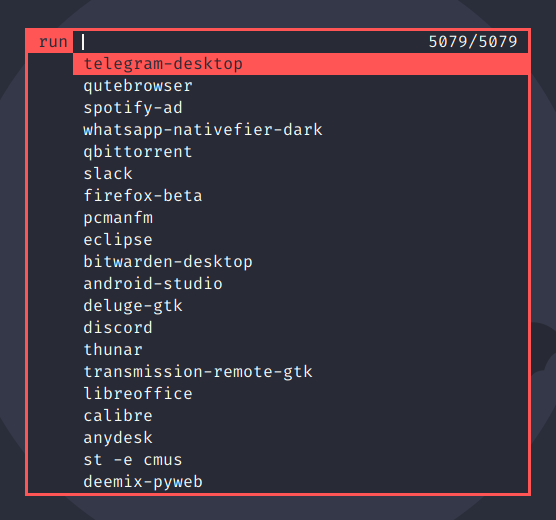 run 5079/5079
telegram-desktop
qutebrowser
spotify-ad
whatsapp-nativefier-dark
qbittorrent
slack
firefox-beta
pcmanfm
eclipse
bitwarden-desktop
android-studio
deluge-gtk
discord
thunar
transmission-remote-gtk
libreoffice
calibre
anydesk
st -e cmus
deemix-pyweb